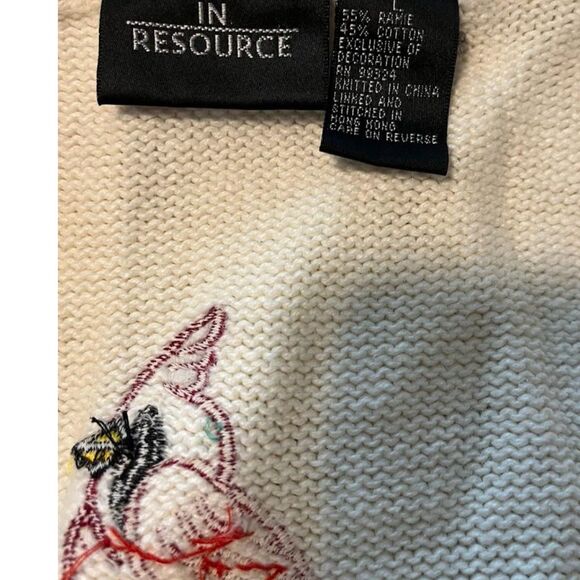 IN
RESOURCE
L
55% RAMIE
45% COTTON
EXCLUSIVE OF
DECORATION
RN 99524
KNITTED IN CHINA
LINKED AND
STITCHED IN
HONG KONG
CARE ON REVERSE